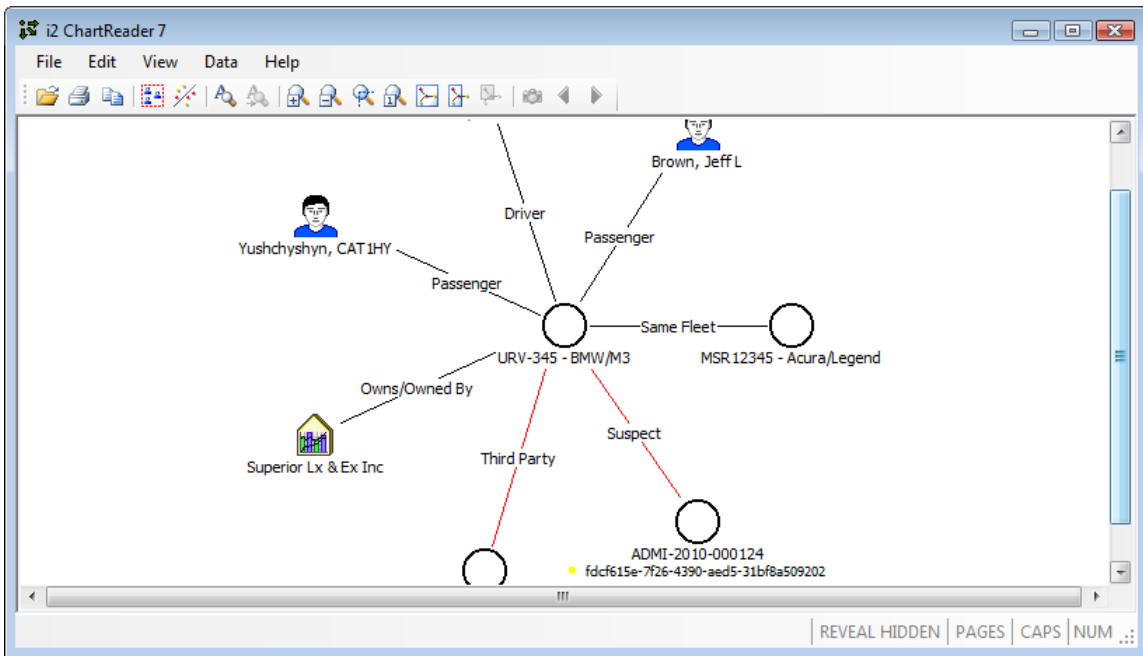 i2 ChartReader 7
File Edit View Data Help
Brown, Jeff L
Driver
Passenger
Yushchyshyn, CAT1HY
Passenger
Same Fleet
URV-345 - BMW/M3
MSR12345 - Acura/Legend
Owns/Owned By
Suspect
Third Party
Superior Lx & Ex Inc
ADMI-2010-000124
fdcf615e-7f26-4390-aed5-31bf8a509202
REVEAL HIDDEN PAGES CAPS NUM